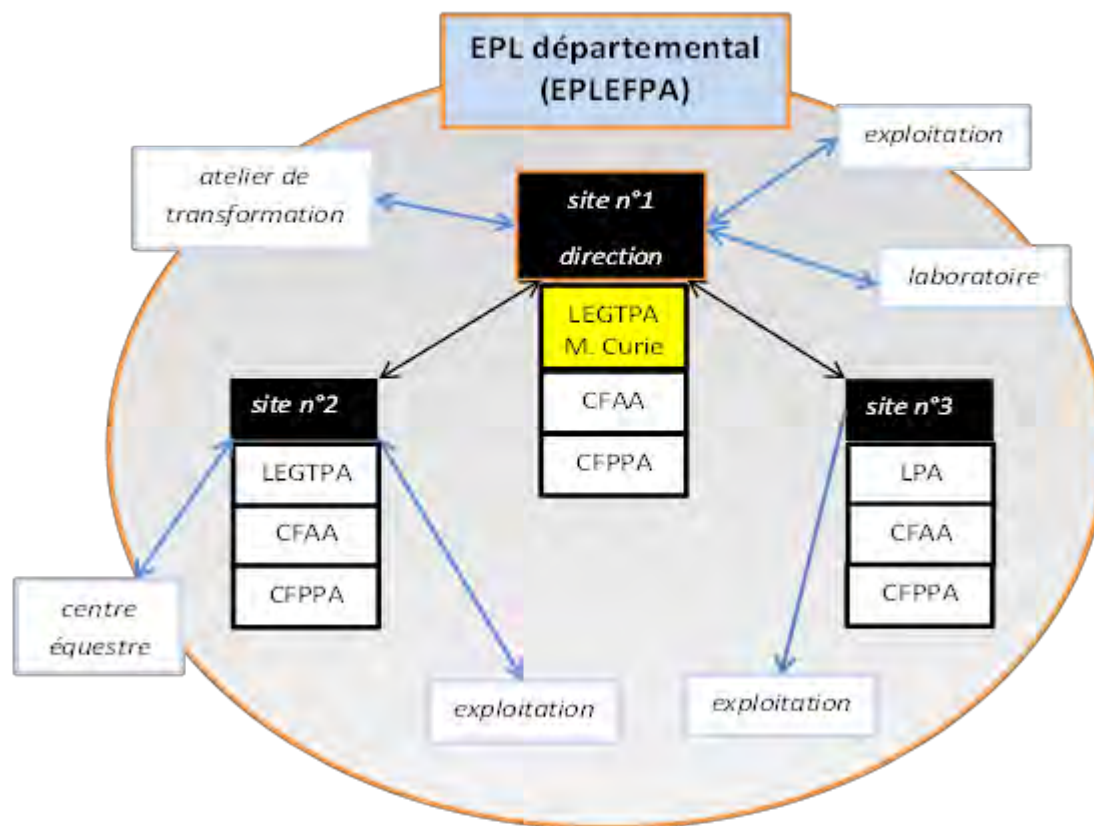 EPL départemental
(EPLEFPA)
exploitation
atelier de
transformation
site n°1
direction
laboratoire
LEGTPA
M. Curie
CFAA
CFPPA
site n°2
LEGTPA
CFAA
CFPPA
site n°3
LPA
CFAA
CFPPA
centre
équestre
exploitation
exploitation